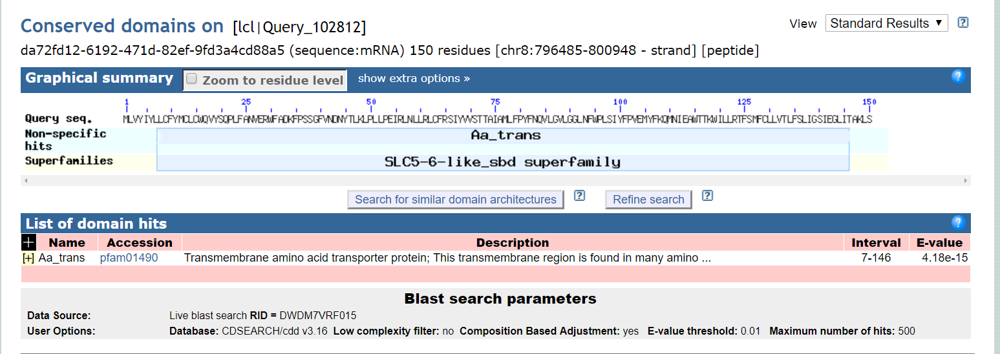 Conserved domains on [lcl|Query_102812]
View Standard Results ▼ ?
da72fd12-6192-471d-82ef-9fd3a4cd88a5 (sequence:mRNA) 150 residues [chr8:796485-800948 - strand] [peptide]
Graphical summary Zoom to residue level show extra options » ?
1 25 50 75 100 125 150
Query seq.
Non-specific hits Aa_trans
Superfamilies SLC5-6-like_sbd superfamily
Search for similar domain architectures ? Refine search ?
List of domain hits ?
+ Name Accession Description Interval E-value
[+] Aa_trans pfam01490 Transmembrane amino acid transporter protein; This transmembrane region is found in many amino ... 7-146 4.18e-15
Blast search parameters
Data Source: Live blast search RID = DWDM7VRF015
User Options: Database: CDSEARCH/cdd v3.16 Low complexity filter: no Composition Based Adjustment: yes E-value threshold: 0.01 Maximum number of hits: 500